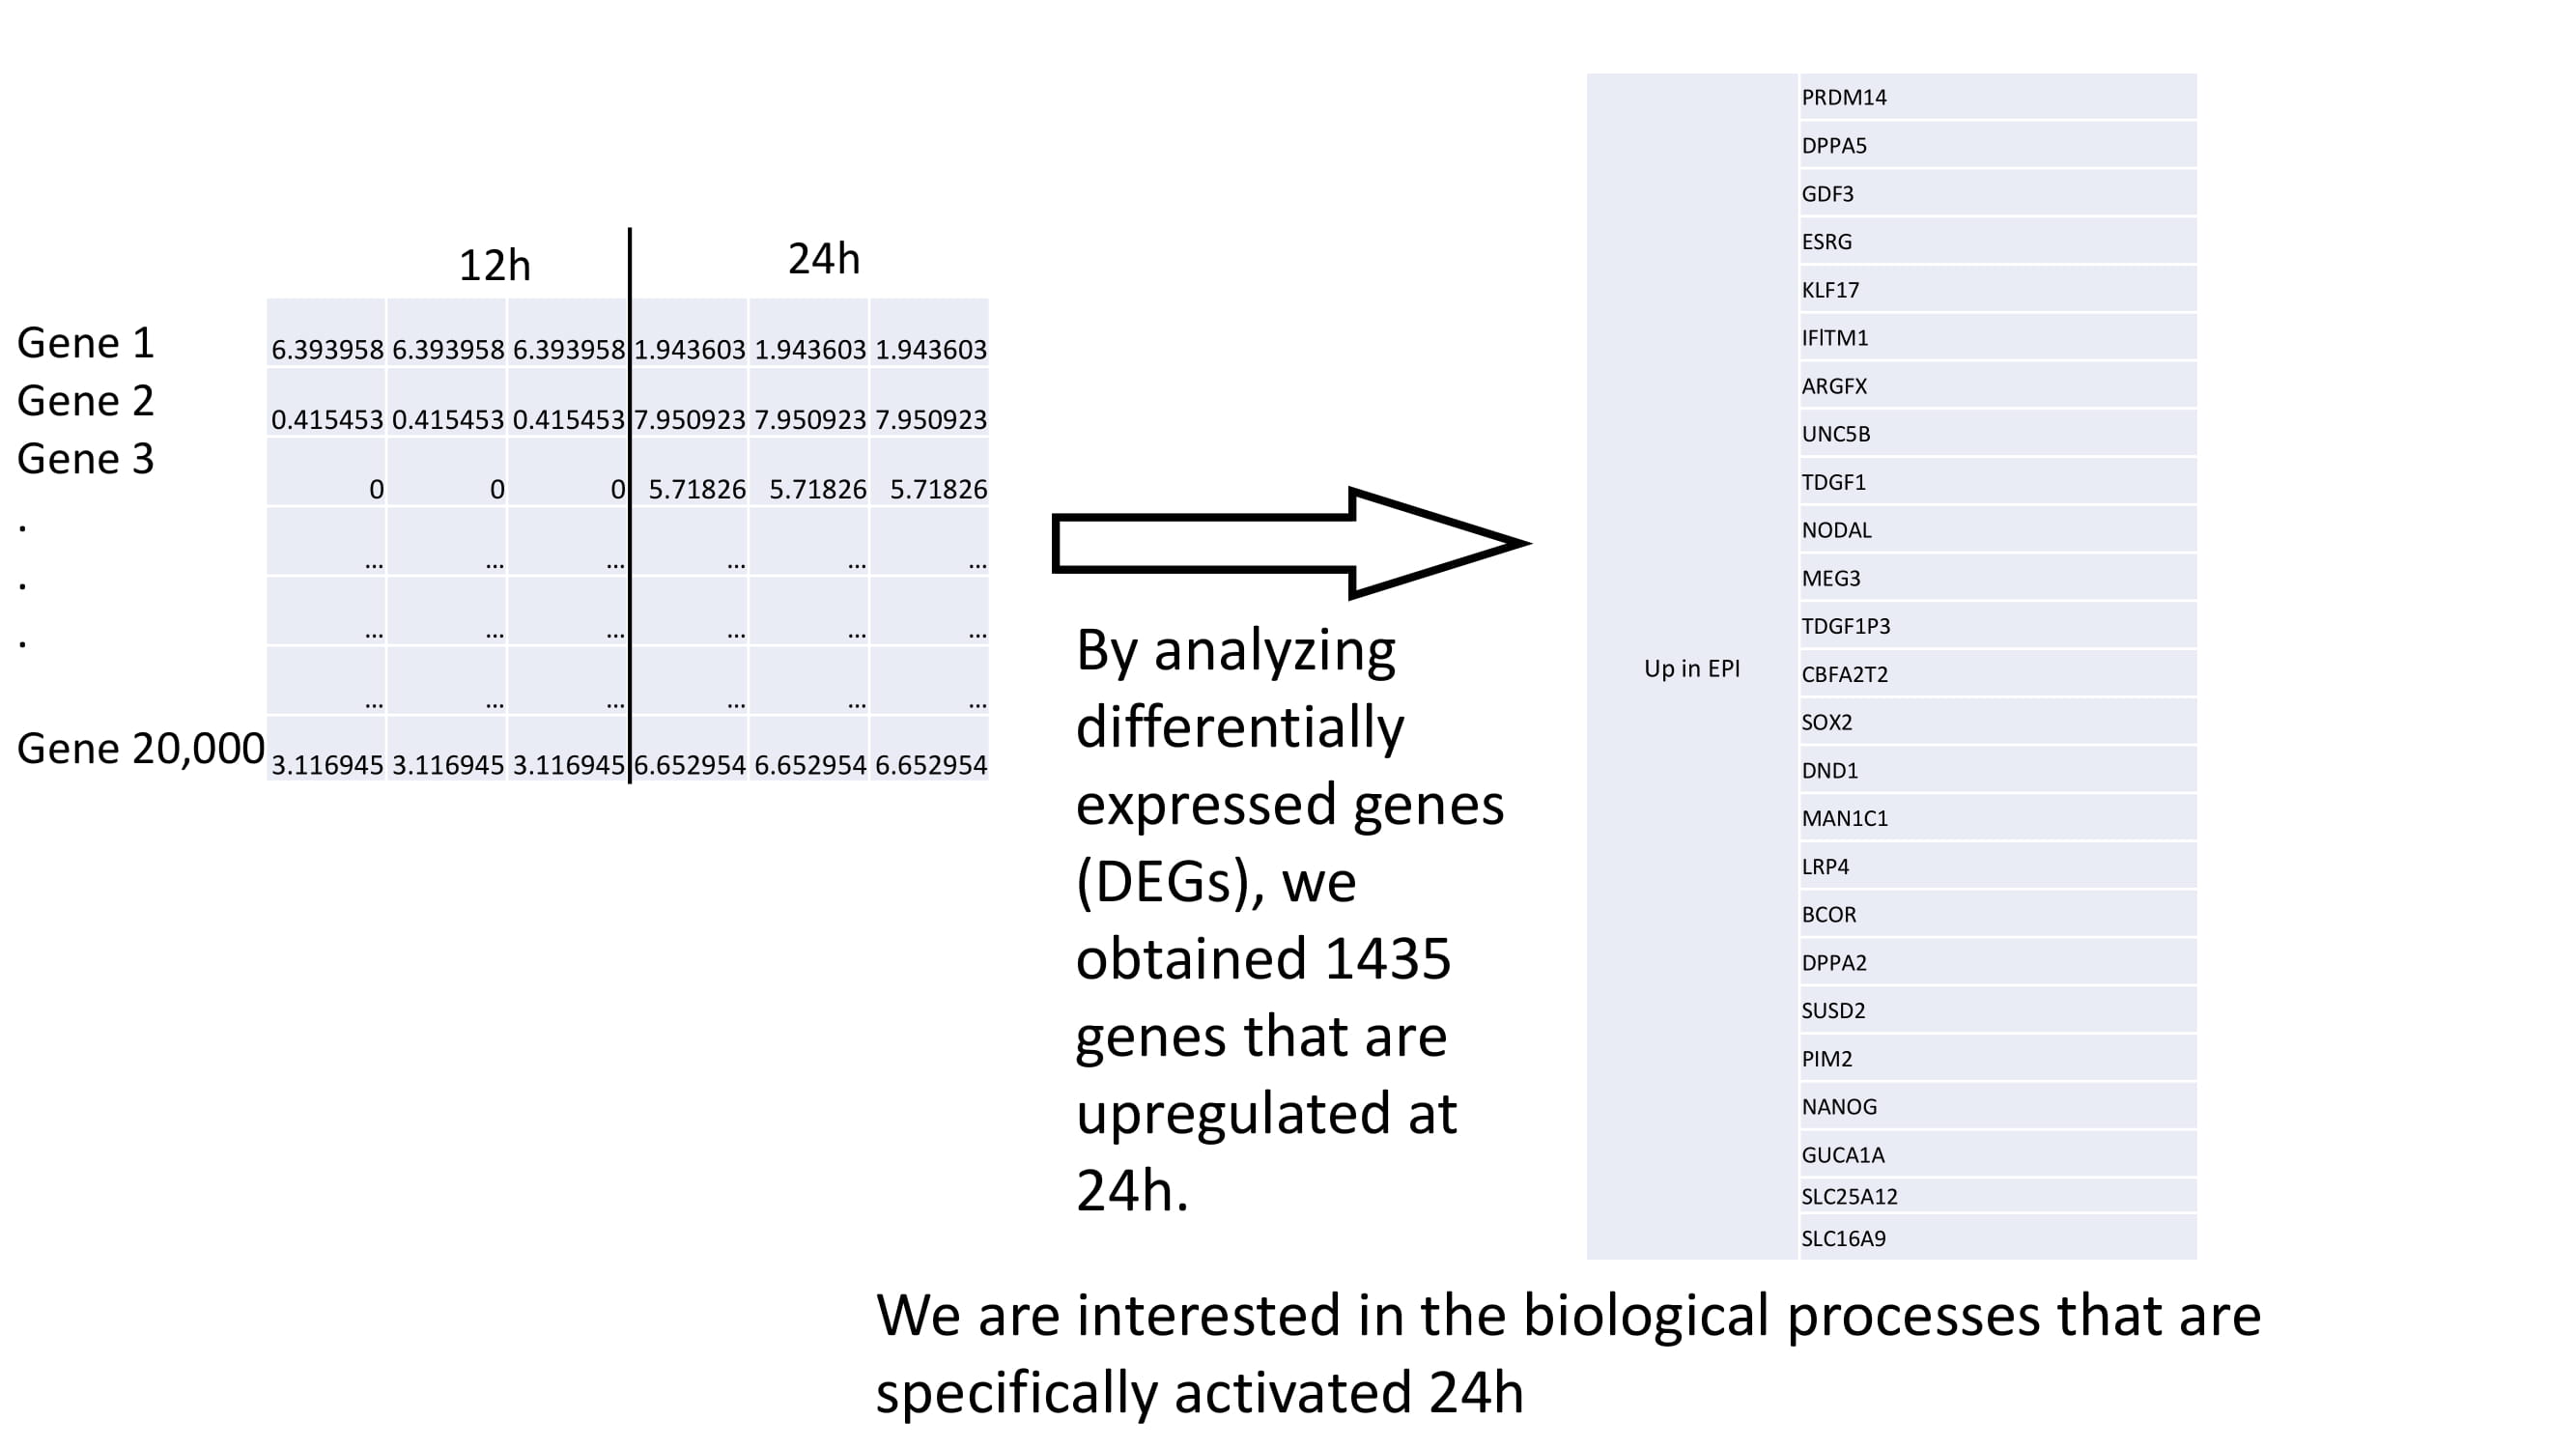 12h
24h
Gene 1
6.393958 6.393958 6.393958 1.943603 1.943603 1.943603
Gene 2
0.415453 0.415453 0.415453 7.950923 7.950923 7.950923
Gene 3
0 0 0 5.71826 5.71826 5.71826
.
... ... ... ... ... ...
.
... ... ... ... ... ...
.
... ... ... ... ... ...
Gene 20,000
3.116945 3.116945 3.116945 6.652954 6.652954 6.652954
By analyzing
differentially
expressed genes
(DEGs), we
obtained 1435
genes that are
upregulated at
24h.
Up in EPI
PRDM14
DPPA5
GDF3
ESRG
KLF17
IFlTM1
ARGFX
UNC5B
TDGF1
NODAL
MEG3
TDGF1P3
CBFA2T2
SOX2
DND1
MAN1C1
LRP4
BCOR
DPPA2
SUSD2
PIM2
NANOG
GUCA1A
SLC25A12
SLC16A9
We are interested in the biological processes that are
specifically activated 24h